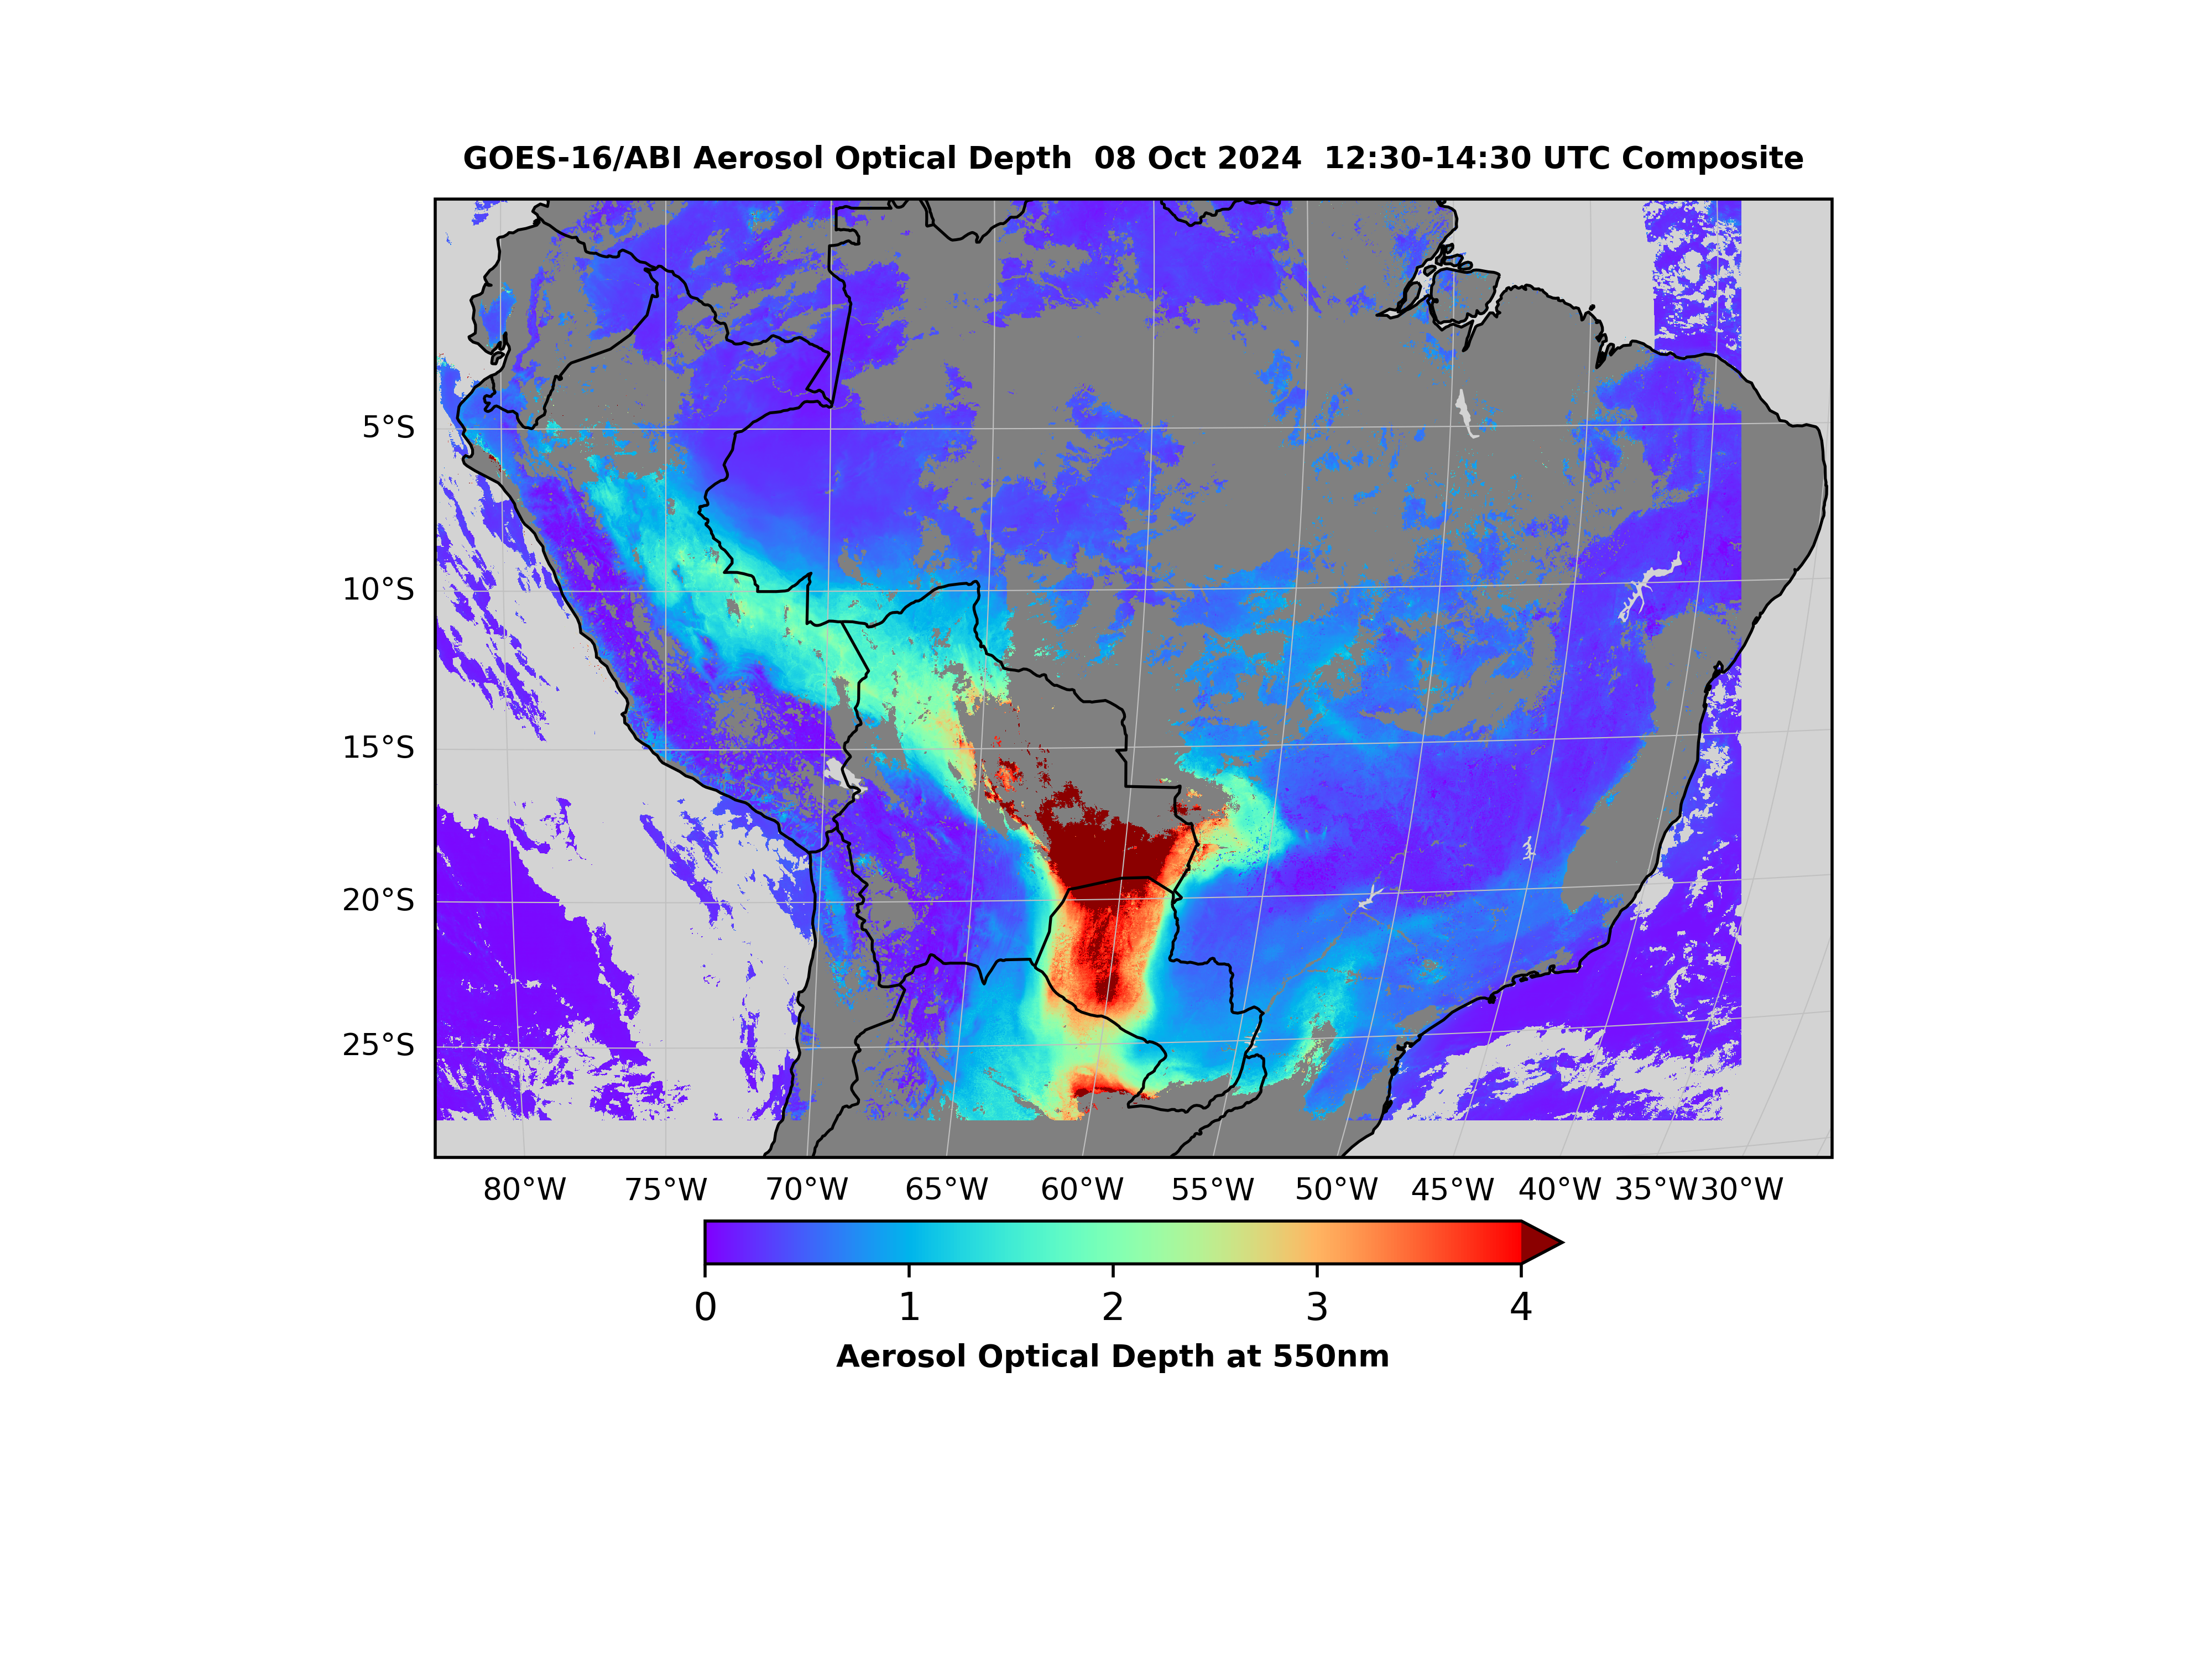 GOES-16/ABI Aerosol Optical Depth  08 Oct 2024  12:30-14:30 UTC Composite
5°S
10°S
15°S
20°S
25°S
80°W 75°W 70°W 65°W 60°W 55°W 50°W 45°W 40°W 35°W 30°W
0 1 2 3 4
Aerosol Optical Depth at 550nm